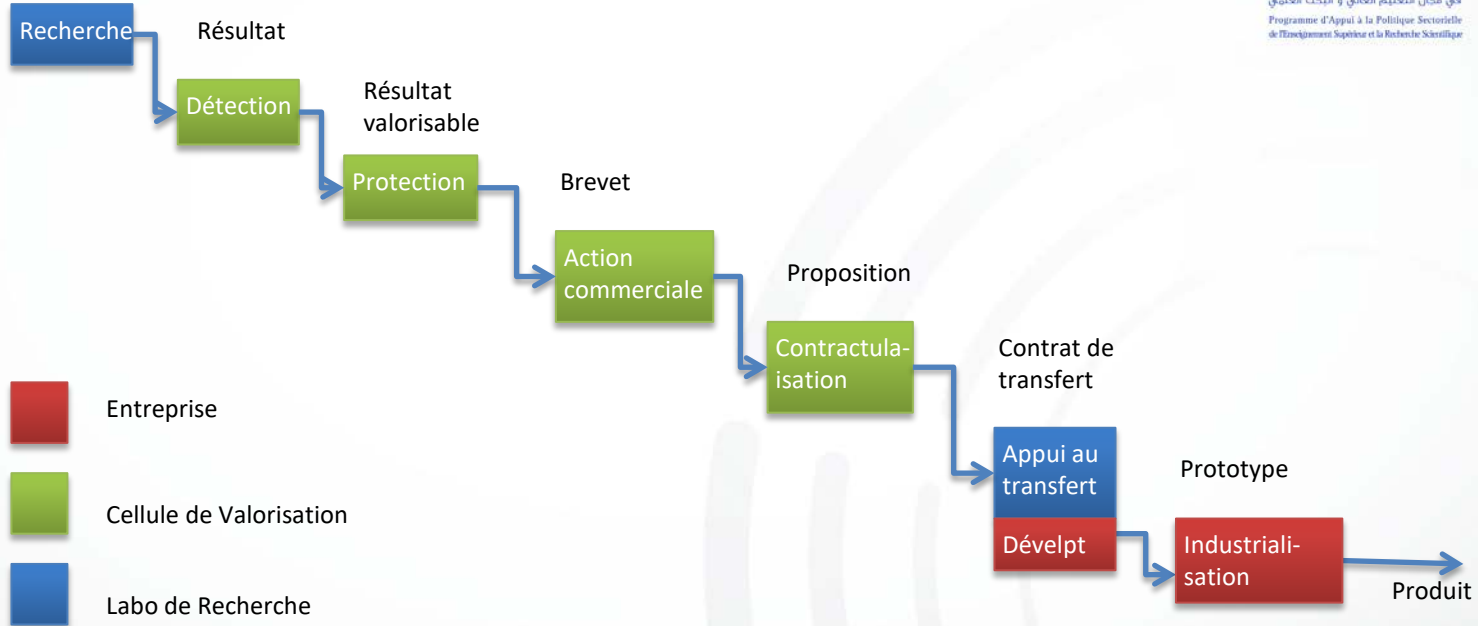 Programme d'Appui à la Politique Sectorielle
de l'Enseignement Supérieur et la Recherche Scientifique
Recherche
Résultat
Détection
Résultat
valorisable
Protection
Brevet
Action
commerciale
Proposition
Contractula-
isation
Contrat de
transfert
Appui au
transfert
Dévelpt
Prototype
Industriali-
sation
Produit
Entreprise
Cellule de Valorisation
Labo de Recherche